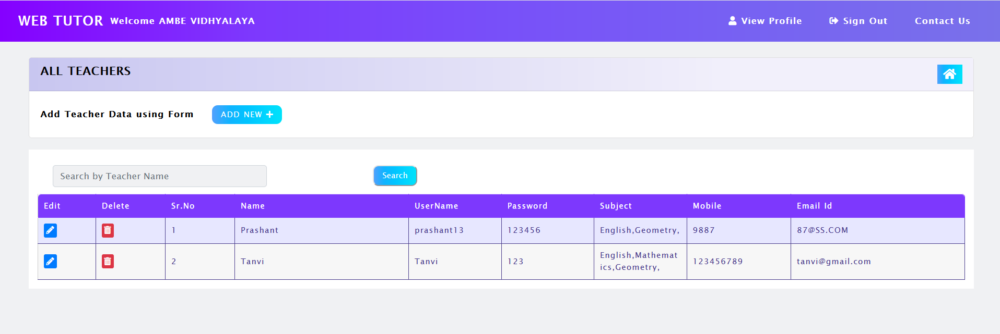 WEB TUTOR Welcome AMBE VIDHYALAYA View Profile Sign Out Contact Us
ALL TEACHERS
Add Teacher Data using Form ADD NEW
Search by Teacher Name Search
Edit Delete Sr.No Name UserName Password Subject Mobile Email Id
1 Prashant prashant13 123456 English,Geometry, 9887 87@SS.COM
2 Tanvi Tanvi 123 English,Mathemat 123456789 tanvi@gmail.com
ics,Geometry,